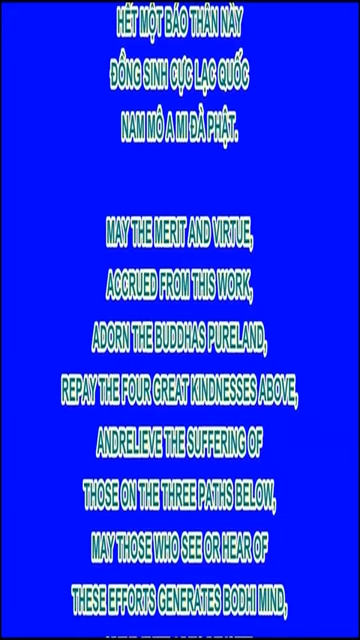 HẾT MỘT BÁO THÂN NÀY
ĐỒNG SINH CỰC LẠC QUỐC
NAM MÔ A MI ĐÀ PHẬT.
MAY THE MERIT AND VIRTUE,
ACCRUED FROM THIS WORK,
ADORN THE BUDDHAS PURELAND,
REPAY THE FOUR GREAT KINDNESSES ABOVE,
ANDRELIEVE THE SUFFERING OF
THOSE ON THE THREE PATHS BELOW,
MAY THOSE WHO SEE OR HEAR OF
THESE EFFORTS GENERATES BODHI MIND,